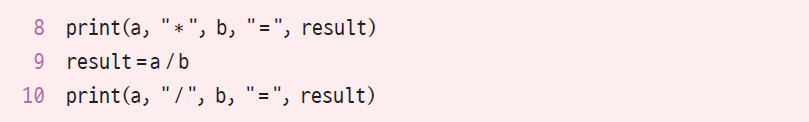 8 print(a, "*", b, "=", result)
9 result=a/b
10 print(a, "/", b, "=", result)